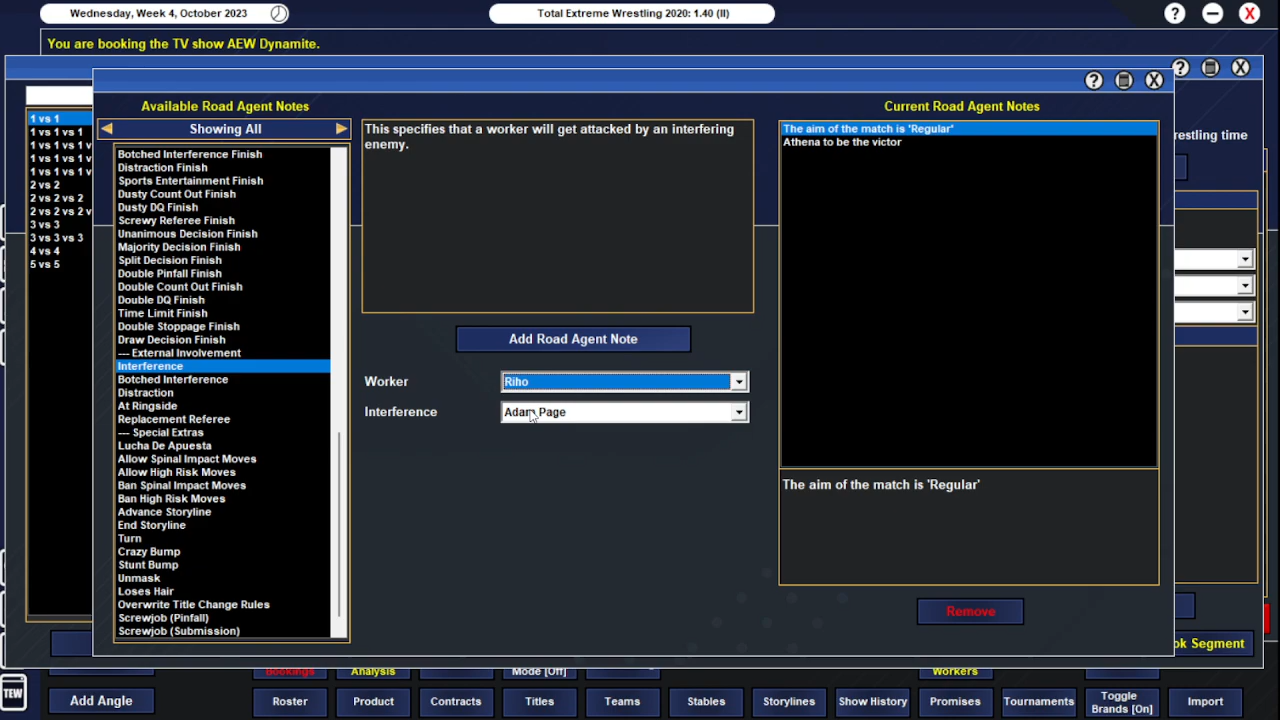 Wednesday, Week 4, October 2023
Total Extreme Wrestling 2020: 1.40 (II)
? — X
You are booking the TV show AEW Dynamite.
? X
? X
Available Road Agent Notes
Showing All
Botched Interference Finish
Distraction Finish
Sports Entertainment Finish
Dusty Count Out Finish
Dusty DQ Finish
Screwy Referee Finish
Unanimous Decision Finish
Majority Decision Finish
Split Decision Finish
Double Pinfall Finish
Double Count Out Finish
Double DQ Finish
Time Limit Finish
Double Stoppage Finish
Draw Decision Finish
--- External Involvement
Interference
Botched Interference
Distraction
At Ringside
Replacement Referee
--- Special Extras
Lucha De Apuesta
Allow Spinal Impact Moves
Allow High Risk Moves
Ban Spinal Impact Moves
Ban High Risk Moves
Advance Storyline
End Storyline
Turn
Crazy Bump
Stunt Bump
Unmask
Loses Hair
Overwrite Title Change Rules
Screwjob (Pinfall)
Screwjob (Submission)
1 vs 1
1 vs 1 vs 1
1 vs 1 vs 1 v
1 vs 1 vs 1 v
1 vs 1 vs 1 v
2 vs 2
2 vs 2 vs 2
2 vs 2 vs 2 v
3 vs 3
3 vs 3 vs 3
4 vs 4
5 vs 5
This specifies that a worker will get attacked by an interfering
enemy.
Add Road Agent Note
Worker
Riho
Interference
Adam Page
Current Road Agent Notes
The aim of the match is 'Regular'
Athena to be the victor
The aim of the match is 'Regular'
Remove
restling time
ok Segment
Bookings
Analysis
Mode [Off]
Workers
TEW
Add Angle
Roster
Product
Contracts
Titles
Teams
Stables
Storylines
Show History
Promises
Tournaments
Toggle
Brands [On]
Import